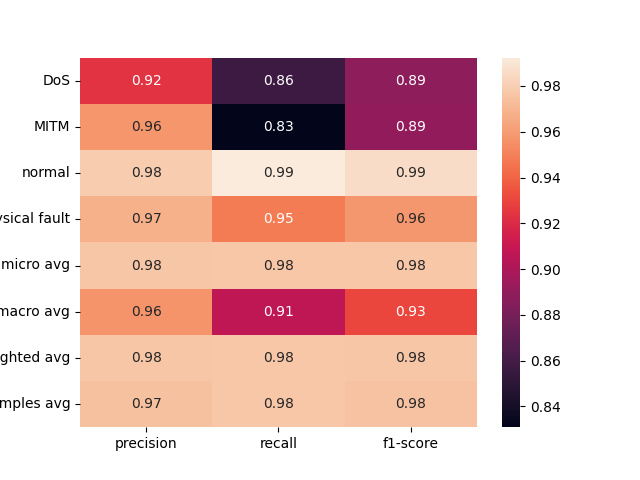 DoS 0.92 0.86 0.89
MITM 0.96 0.83 0.89
normal 0.98 0.99 0.99
ysical fault 0.97 0.95 0.96
micro avg 0.98 0.98 0.98
macro avg 0.96 0.91 0.93
ghted avg 0.98 0.98 0.98
mples avg 0.97 0.98 0.98
precision recall f1-score
0.98
0.96
0.94
0.92
0.90
0.88
0.86
0.84